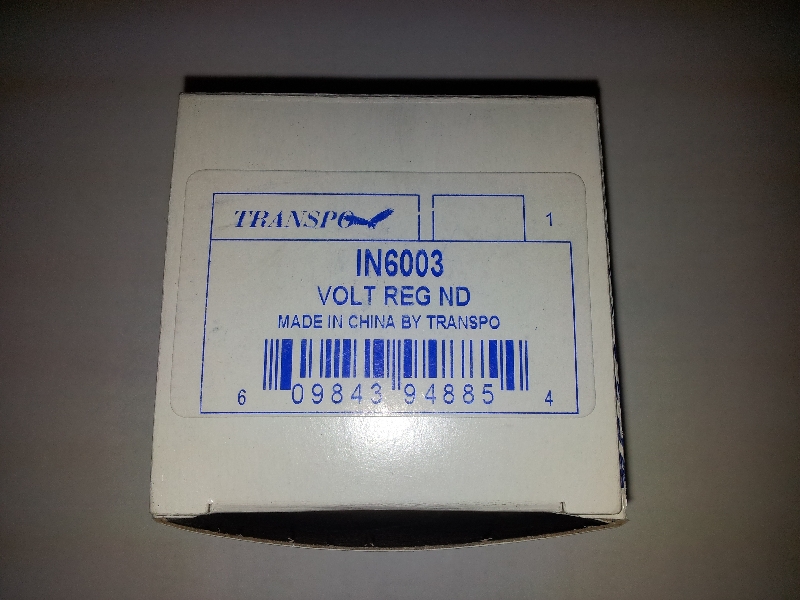 TRANSPO
1
IN6003
VOLT REG ND
MADE IN CHINA BY TRANSPO
6 09843 94885 4